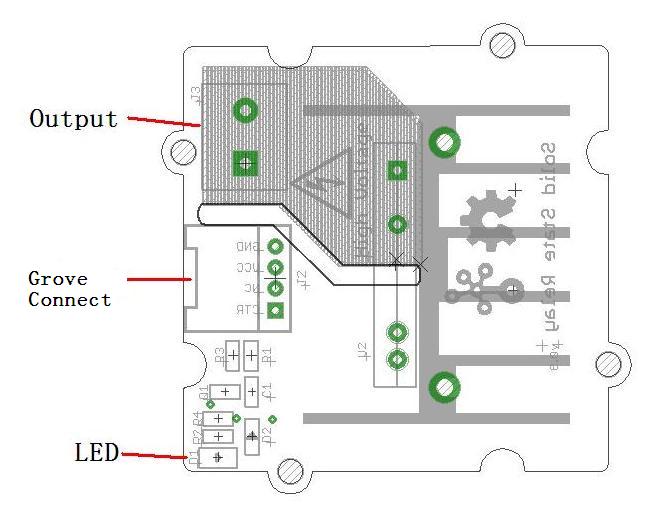 Output
J3
High Voltage
Solid State Relay
Grove
Connect
GND
VCC
NC
CTR
J2
U2
R3
R1
Q1
C1
R4
R2
D2
LED
D1